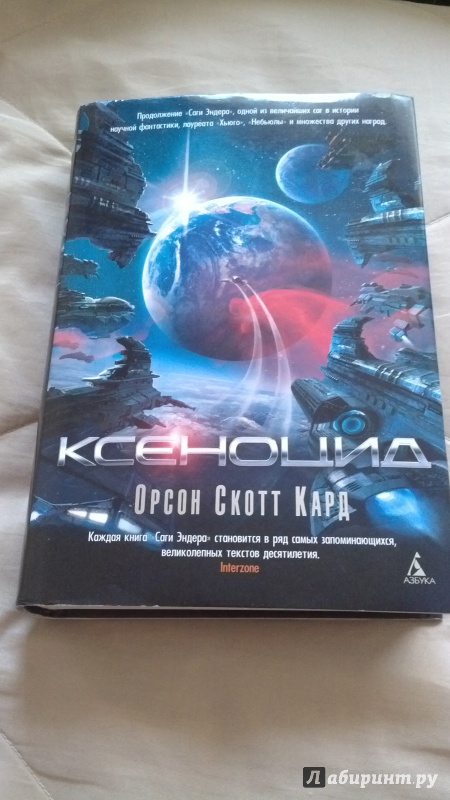 Продолжение «Саги Эндера», одной из величайших саг в истории
научной фантастики, лауреата «Хьюго», «Небьюлы» и множества других наград.
КСЕНОЦИД
Орсон Скотт Кард
Каждая книга "Саги Эндера" становится в ряд самых запоминающихся,
великолепных текстов десятилетия.
Interzone
АЗБУКА
Лабиринт.ру